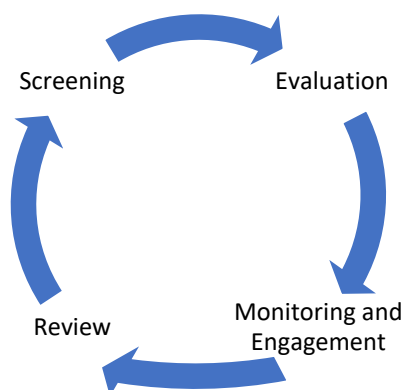 Screening
Evaluation
Monitoring and
Engagement
Review